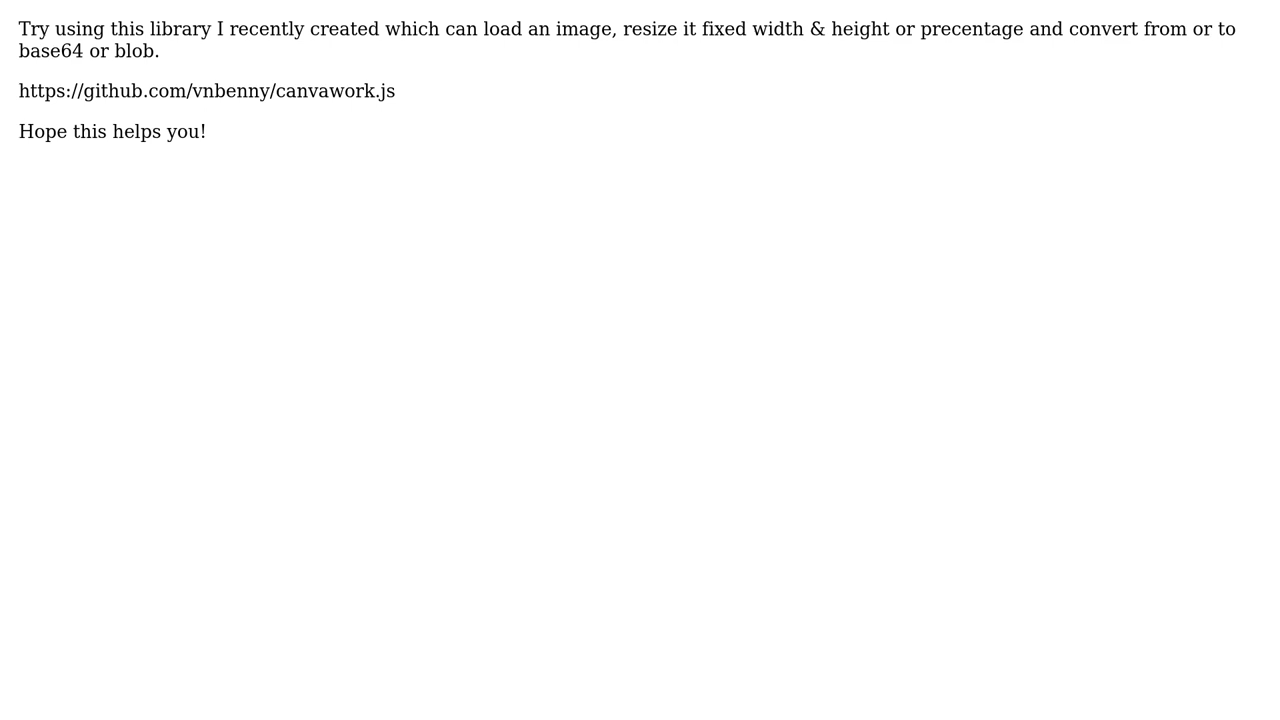 Try using this library I recently created which can load an image, resize it fixed width & height or precentage and convert from or to
base64 or blob.
https://github.com/vnbenny/canvawork.js
Hope this helps you!